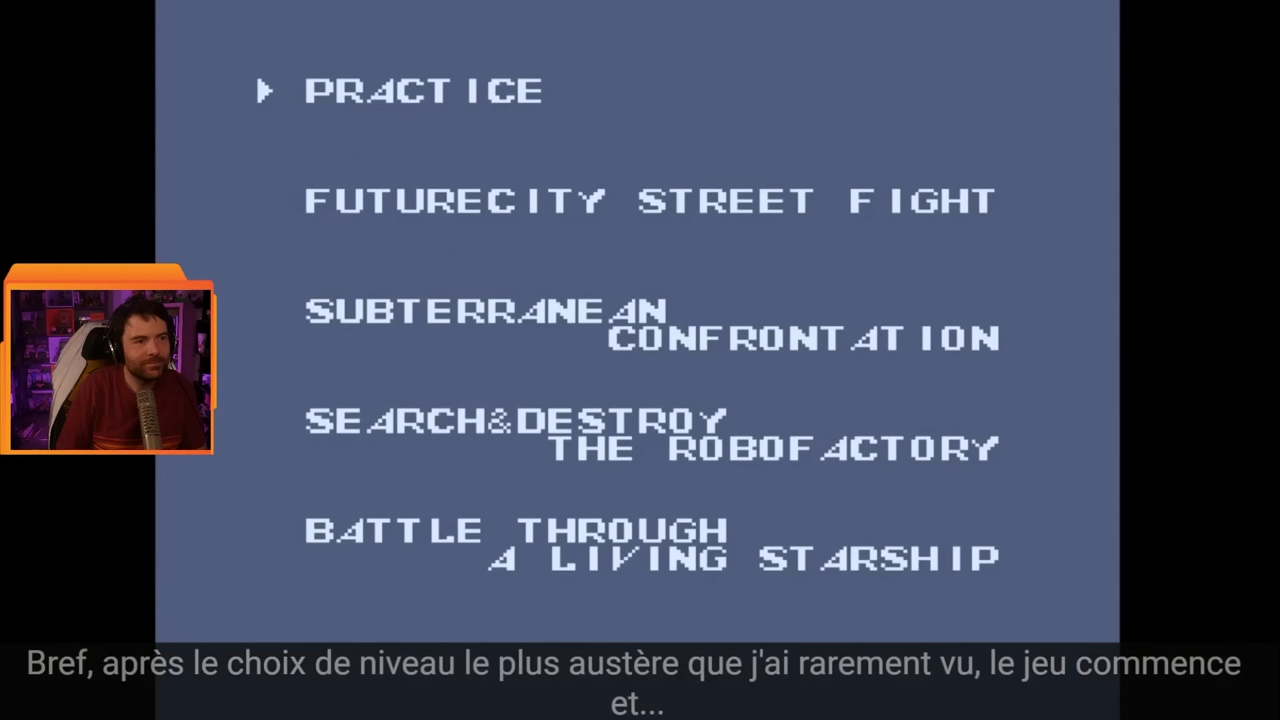 PRACTICE
FUTURECITY STREET FIGHT
SUBTERRANEAN
CONFRONTATION
SEARCH&DESTROY
THE ROBOFACTORY
BATTLE THROUGH
A LIVING STARSHIP
Bref, après le choix de niveau le plus austère que j'ai rarement vu, le jeu commence
et...